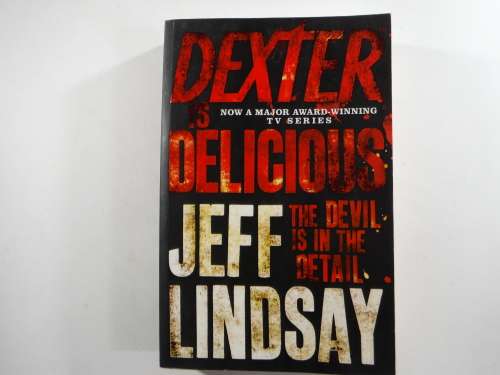 DEXTER
NOW A MAJOR AWARD-WINNING
TV SERIES
IS
DELICIOUS
JEFF
LINDSAY
THE DEVIL
IS IN THE
DETAIL